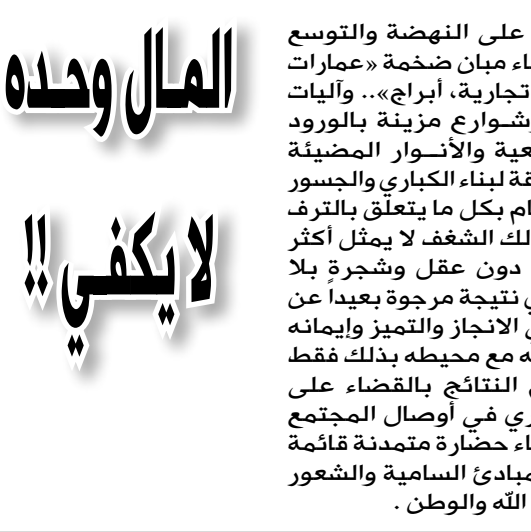 المال وحده
لا يكفي !!
على النهضة والتوسع
اء مبان ضخمة «عمارات
تجارية، أبراج».. وآليات
وشـوارع مزينة بالورود
عية والأنــوار المضيئة
قة لبناء الكباري والجسور
ام بكل ما يتعلق بالترف
لك الشغف لا يمثل أكثر
دون عقل وشجرة بلا
ي نتيجة مرجوة بعيداً عن
ي الانجاز والتميز وإيمانه
ه مع محيطه بذلك فقط
النتائج بالقضاء على
ري في أوصال المجتمع
اء حضارة متمدنة قائمة
مبادئ السامية والشعور
الله والوطن .